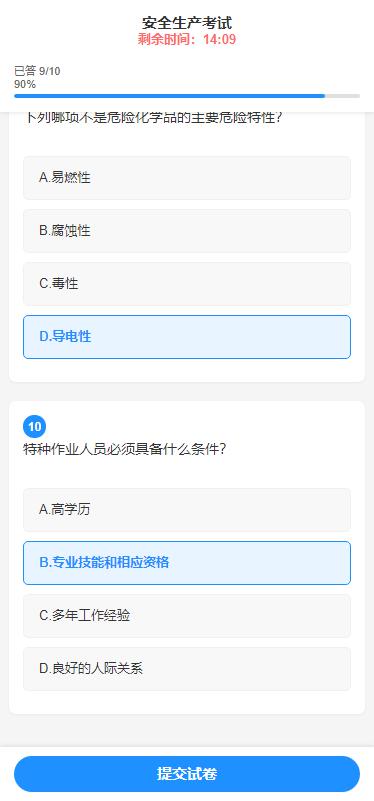 安全生产考试
剩余时间：14:09
已答 9/10
90%
下列哪项不是危险化学品的主要危险特性？
A.易燃性
B.腐蚀性
C.毒性
D.导电性
10
特种作业人员必须具备什么条件？
A.高学历
B.专业技能和相应资格
C.多年工作经验
D.良好的人际关系
提交试卷